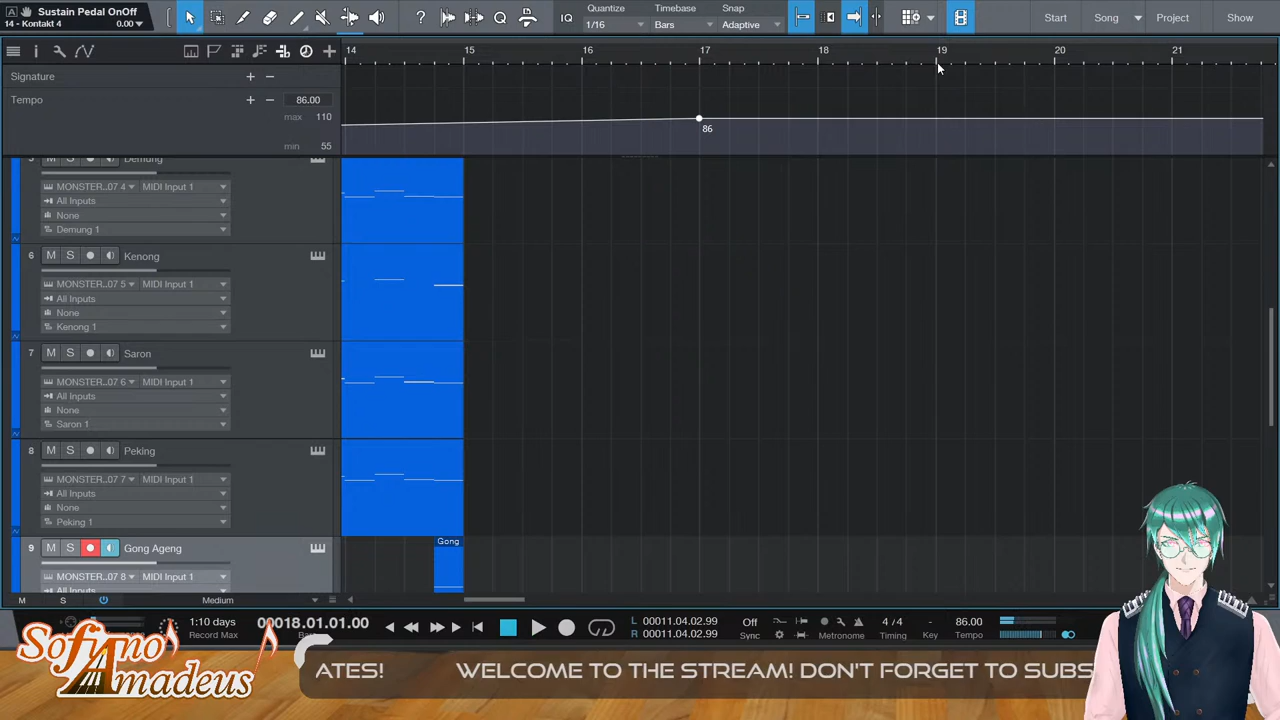 Sustain Pedal OnOff
14 - Kontakt 4 0.00
IQ Quantize Timebase Snap
1/16 Bars Adaptive
Start Song Project Show
14 15 16 17 18 19 20 21
Signature + −
Tempo + − 86.00
max 110
min 55
86
5 M S Demung
MONSTER..07 4 MIDI Input 1
All Inputs
None
Demung 1
6 M S Kenong
MONSTER..07 5 MIDI Input 1
All Inputs
None
Kenong 1
7 M S Saron
MONSTER..07 6 MIDI Input 1
All Inputs
None
Saron 1
8 M S Peking
MONSTER..07 7 MIDI Input 1
All Inputs
None
Peking 1
9 M S Gong Ageng
Gong
MONSTER..07 8 MIDI Input 1
All Inputs
M S Medium
1:10 days
Record Max
00018.01.01.00
Bars
L 00011.04.02.99
R 00011.04.02.99
Off
Sync
Metronome
4 / 4
Timing
-
Key
86.00
Tempo
Sofiano
Amadeus
ATES! WELCOME TO THE STREAM! DON'T FORGET TO SUBS